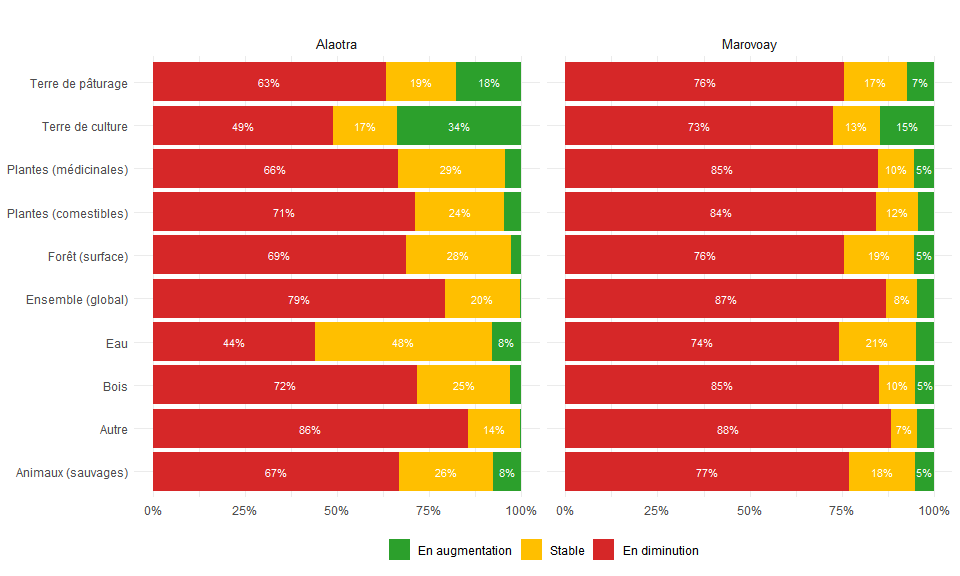 Alaotra Marovoay
Terre de pâturage 63% 19% 18% 76% 17% 7%
Terre de culture 49% 17% 34% 73% 13% 15%
Plantes (médicinales) 66% 29% 85% 10% 5%
Plantes (comestibles) 71% 24% 84% 12%
Forêt (surface) 69% 28% 76% 19% 5%
Ensemble (global) 79% 20% 87% 8%
Eau 44% 48% 8% 74% 21%
Bois 72% 25% 85% 10% 5%
Autre 86% 14% 88% 7%
Animaux (sauvages) 67% 26% 8% 77% 18% 5%
0% 25% 50% 75% 100% 0% 25% 50% 75% 100%
En augmentation Stable En diminution